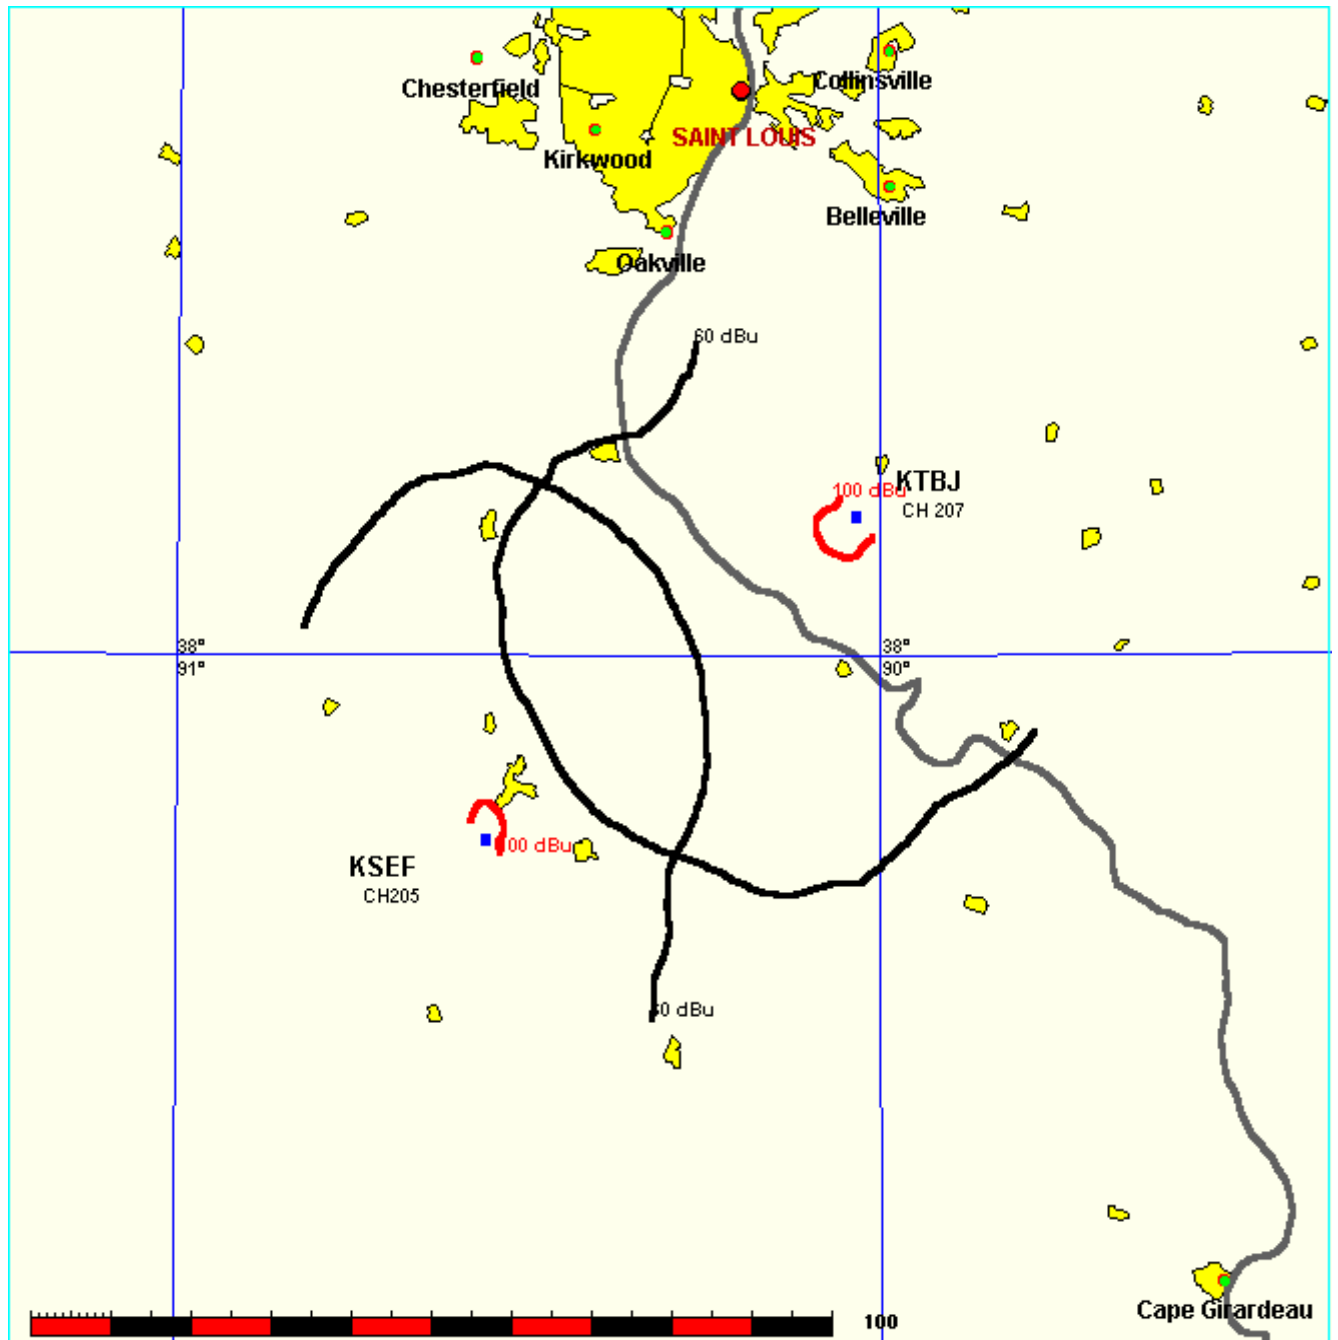 Collinsville
Chesterfield
SAINT LOUIS
Kirkwood
Belleville
Oakville
60 dBu
KTBJ
100 dBu
CH 207
38°
91°
38°
90°
100 dBu
KSEF
CH205
60 dBu
Cape Girardeau
100